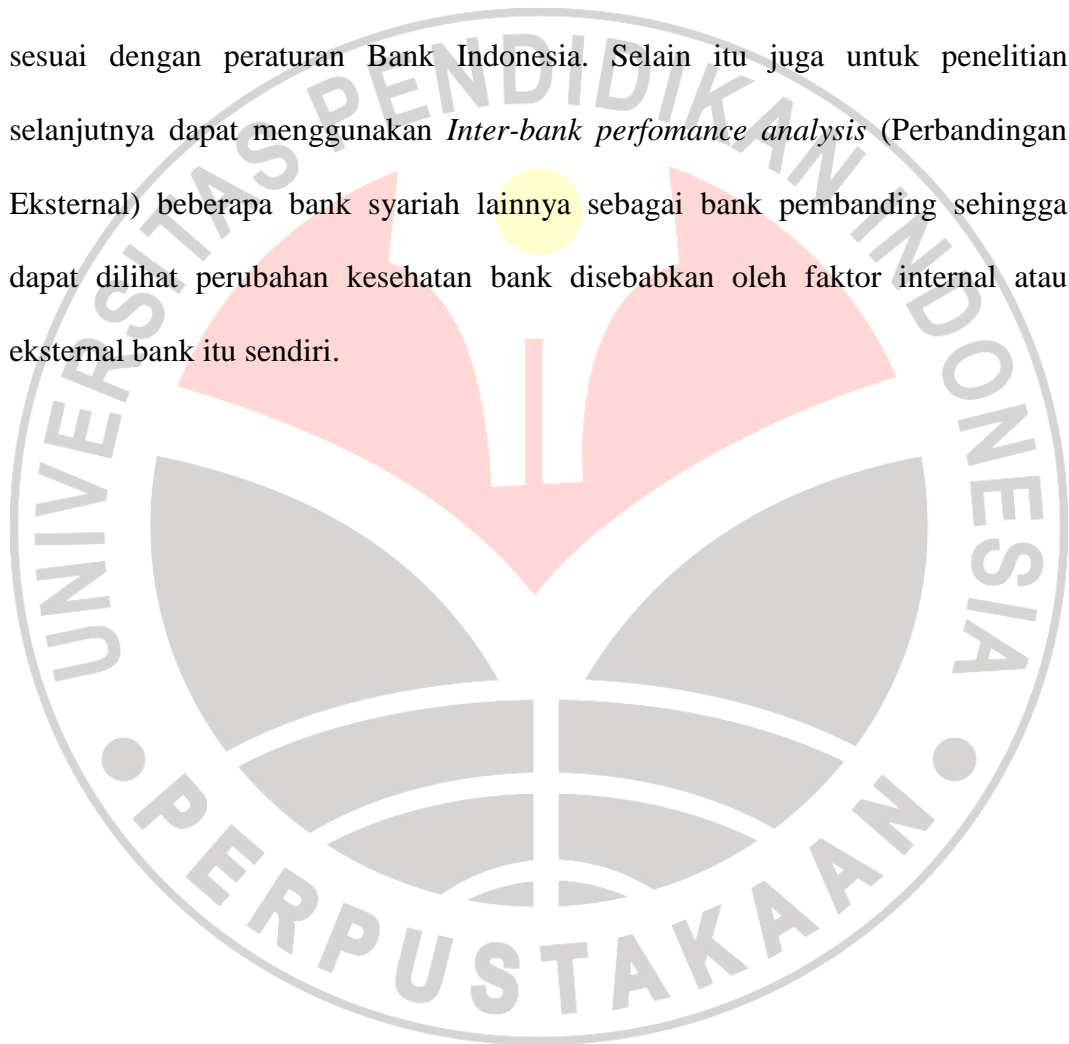 sesuai dengan peraturan Bank Indonesia. Selain itu juga untuk penelitian
selanjutnya dapat menggunakan Inter-bank perfomance analysis (Perbandingan
Eksternal) beberapa bank syariah lainnya sebagai bank pembanding sehingga
dapat dilihat perubahan kesehatan bank disebabkan oleh faktor internal atau
eksternal bank itu sendiri.
UNIVERSITAS PENDIDIKAN INDONESIA
PERPUSTAKAAN